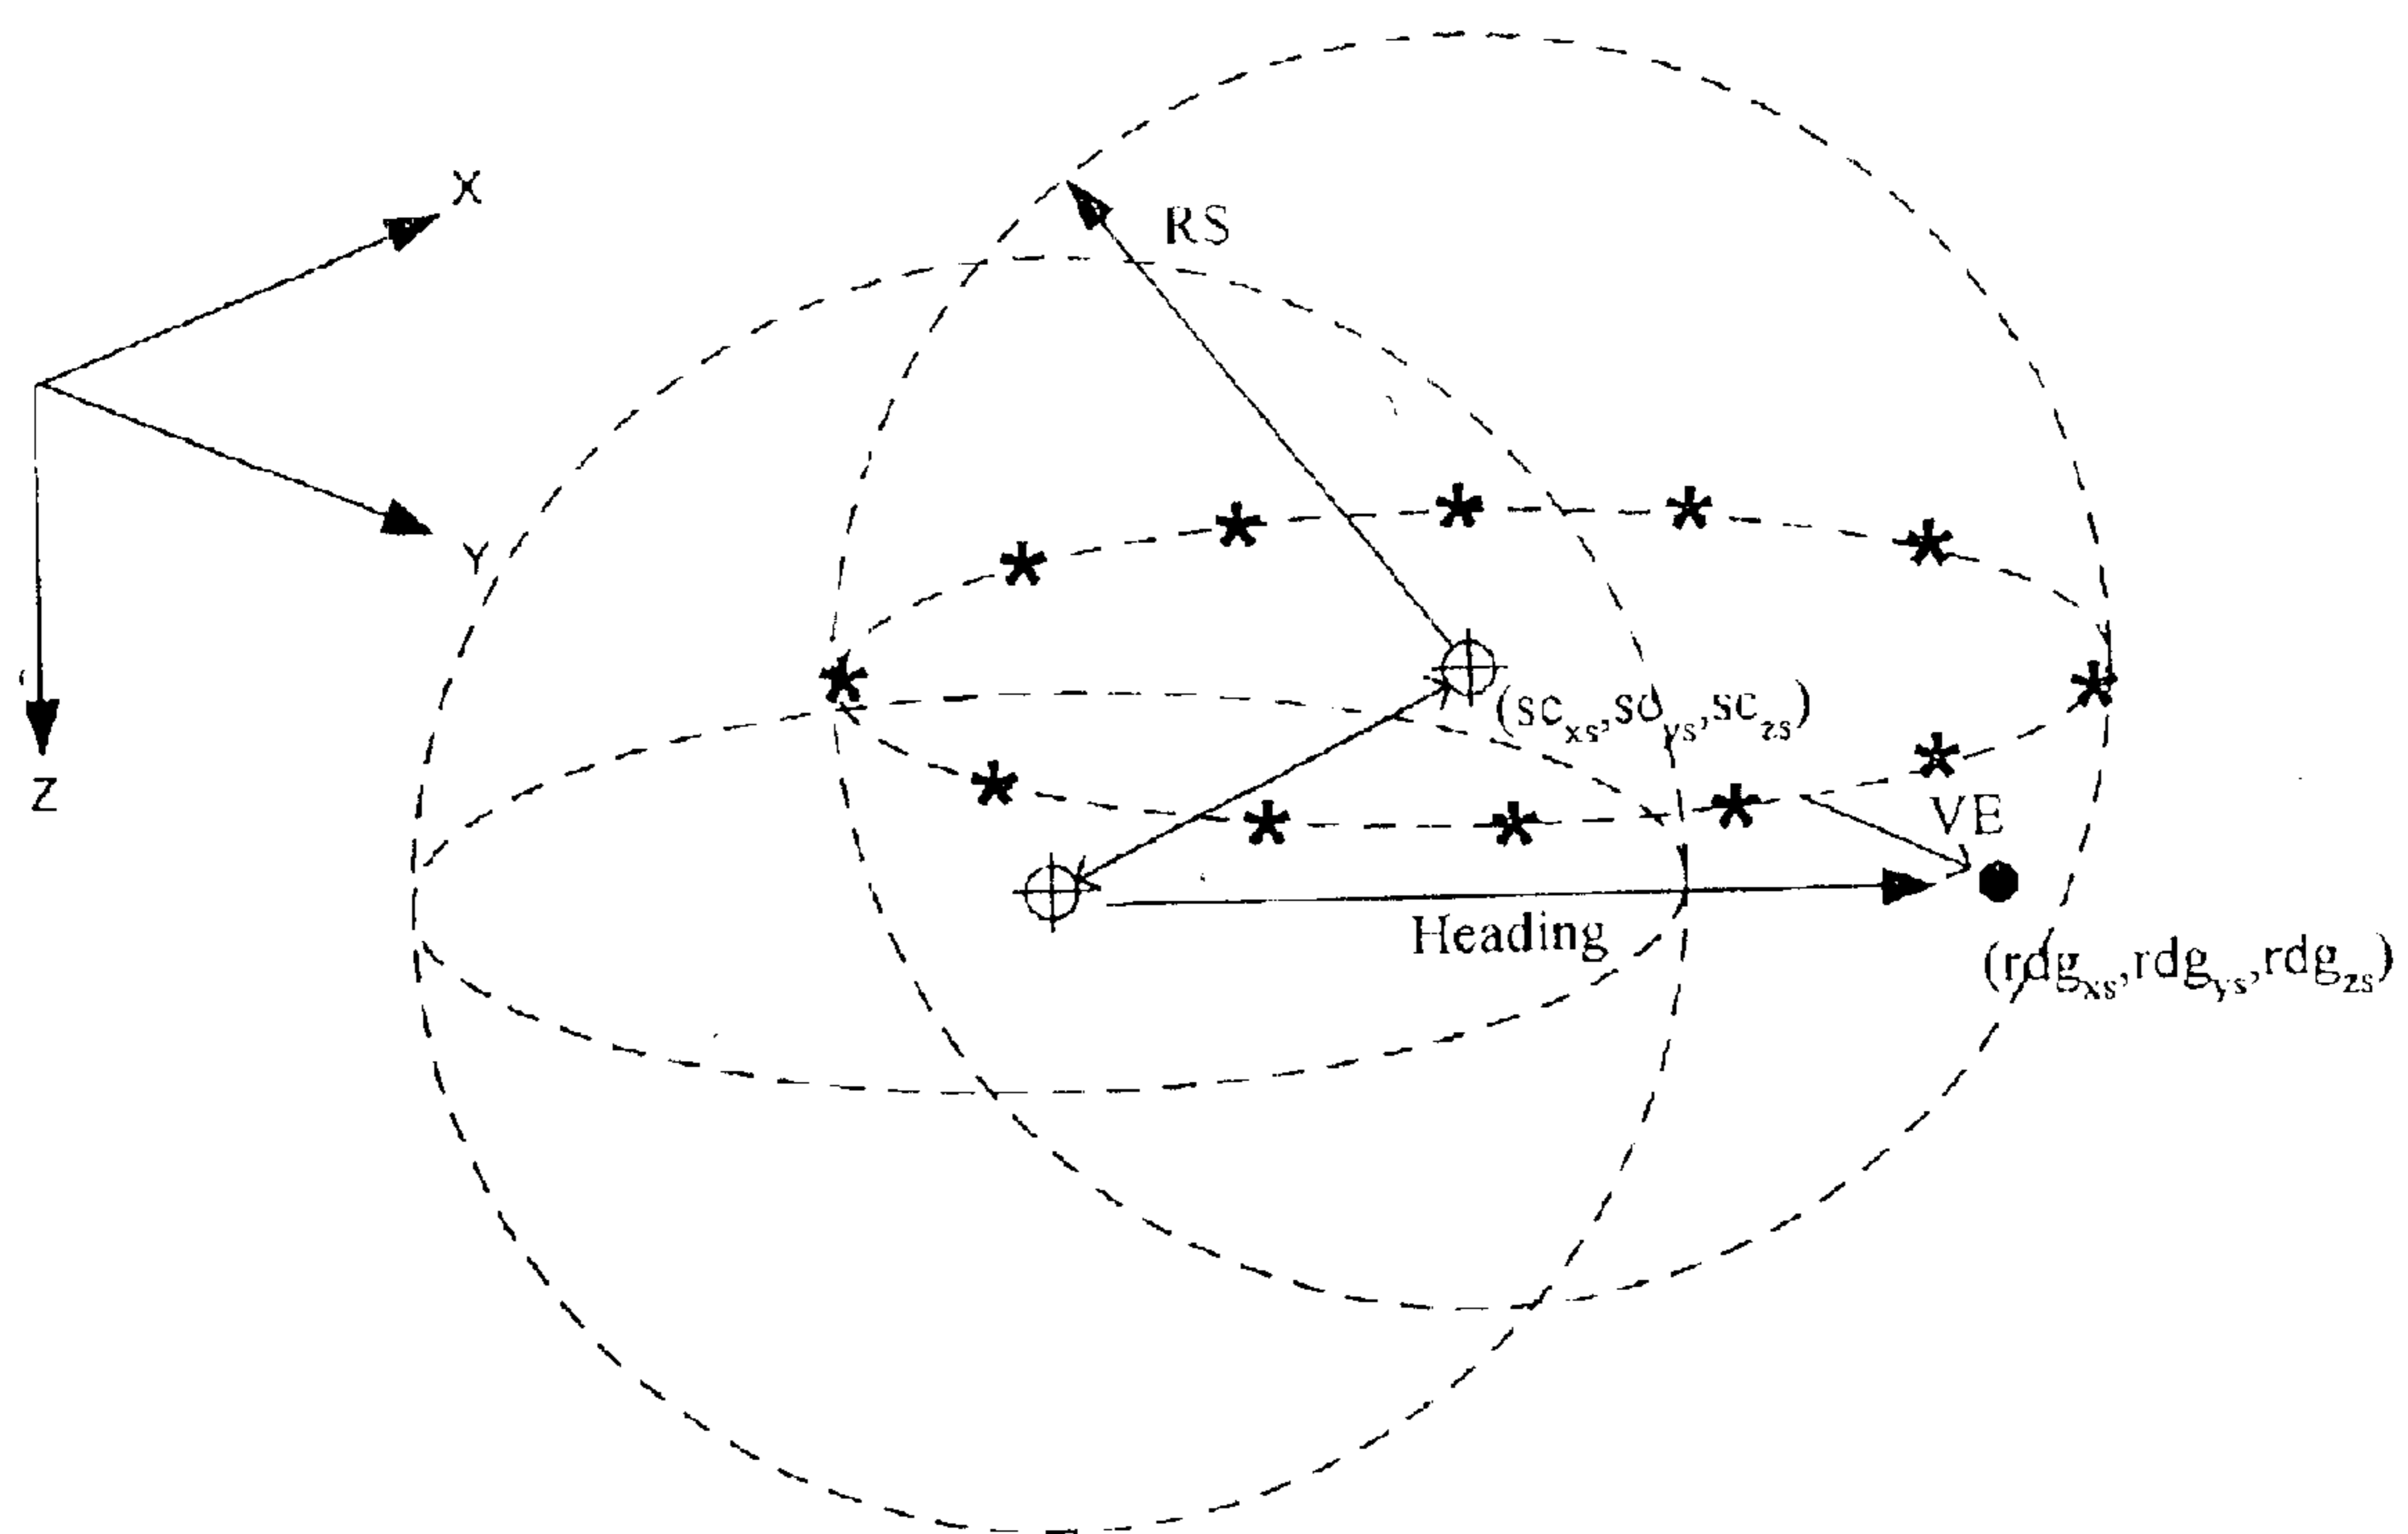 X
RS
Y
(sc_xs,sc_ys,sc_zs)
Z
VE
Heading
(rdg_xs,rdg_ys,rdg_zs)